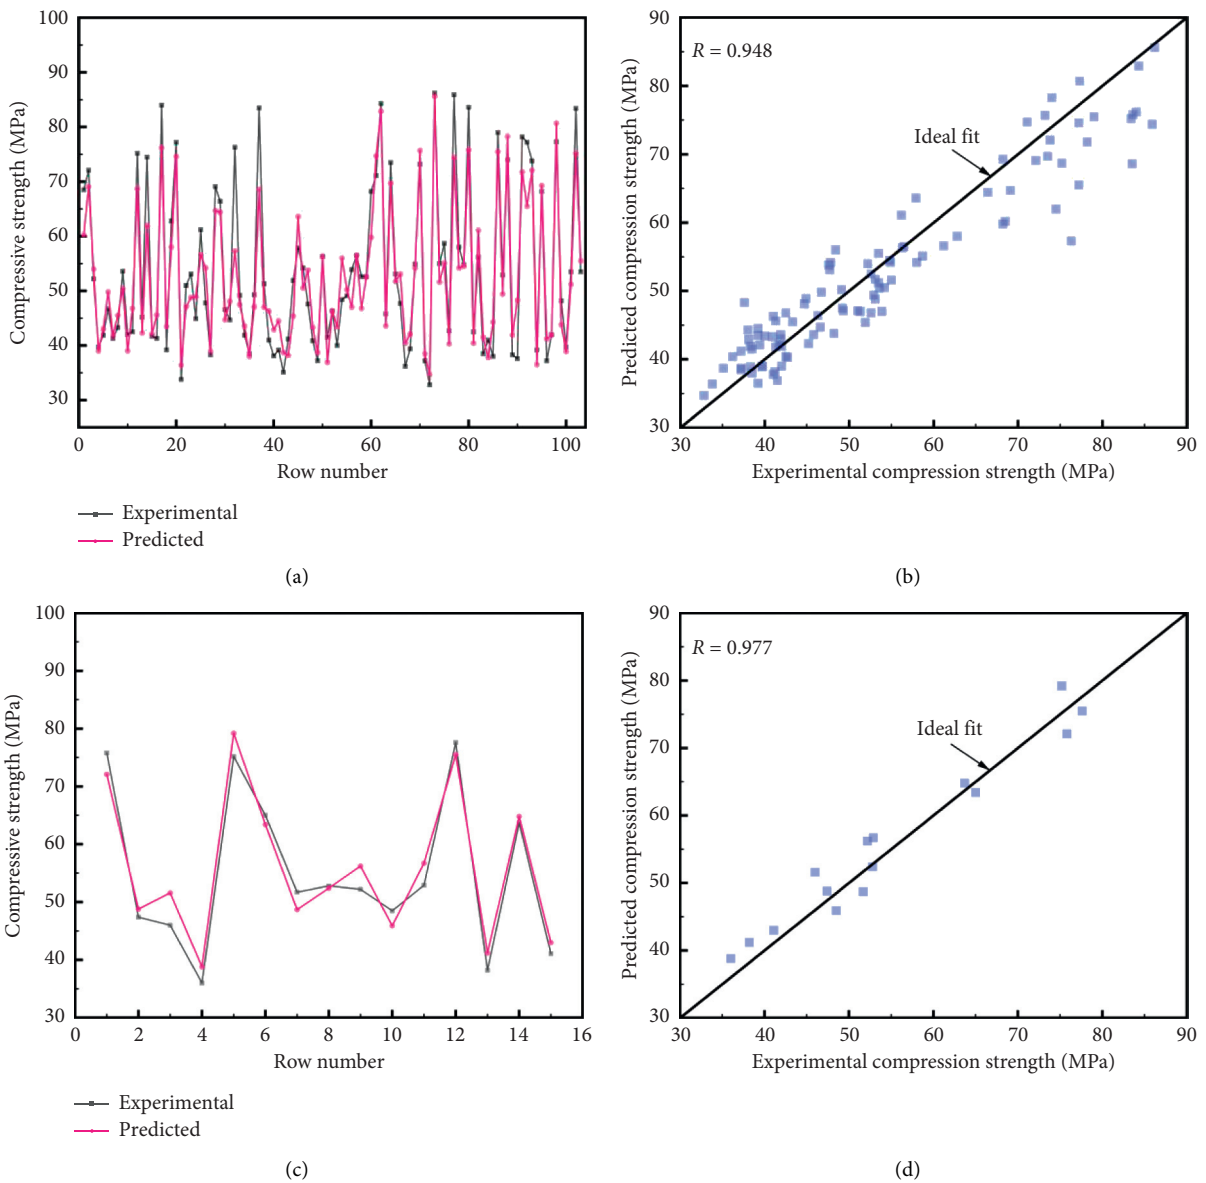 100
90
80
70
60
50
40
30
Compressive strength (MPa)
0 20 40 60 80 100
Row number
Experimental
Predicted
(a)
90
80
70
60
50
40
30
Predicted compression strength (MPa)
R = 0.948
Ideal fit
30 40 50 60 70 80 90
Experimental compression strength (MPa)
(b)
100
90
80
70
60
50
40
30
Compressive strength (MPa)
0 2 4 6 8 10 12 14 16
Row number
Experimental
Predicted
(c)
90
80
70
60
50
40
30
Predicted compression strength (MPa)
R = 0.977
Ideal fit
30 40 50 60 70 80 90
Experimental compression strength (MPa)
(d)